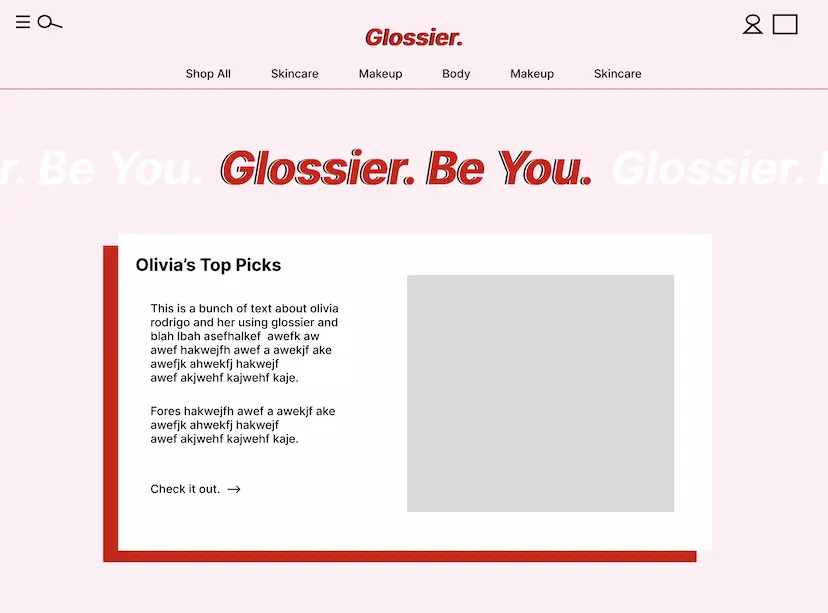 Glossier.
Shop All Skincare Makeup Body Makeup Skincare
r. Be You. Glossier. Be You. Glossier.
Olivia’s Top Picks
This is a bunch of text about olivia
rodrigo and her using glossier and
blah lbah asefhalkef awefk aw
awef hakwejfh awef a awekjf ake
awefjk ahwekfj hakwejf
awef akjwehf kajwehf kaje.
Fores hakwejfh awef a awekjf ake
awefjk ahwekfj hakwejf
awef akjwehf kajwehf kaje.
Check it out. →